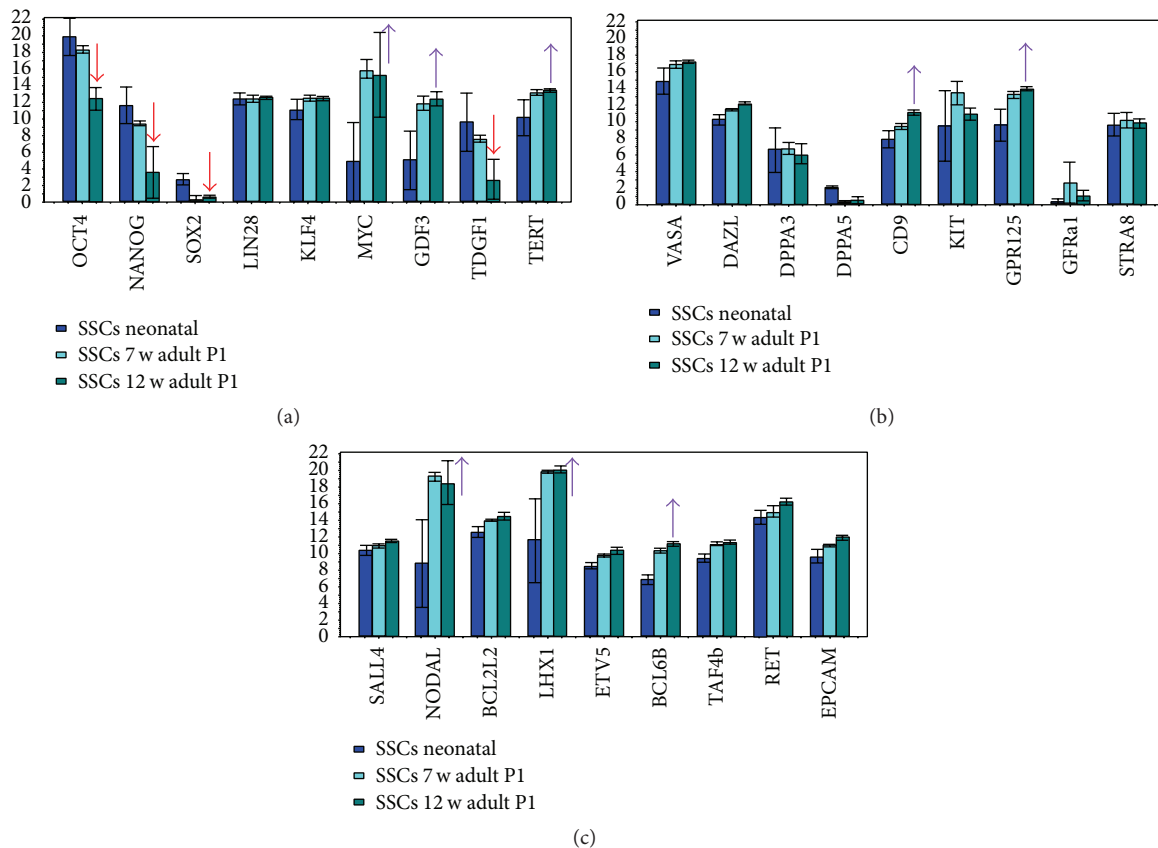 22
20
18
16
14
12
10
8
6
4
2
0
OCT4
NANOG
SOX2
LIN28
KLF4
MYC
GDF3
TDGF1
TERT
SSCs neonatal
SSCs 7 w adult P1
SSCs 12 w adult P1
(a)
22
20
18
16
14
12
10
8
6
4
2
0
VASA
DAZL
DPPA3
DPPA5
CD9
KIT
GPR125
GFRa1
STRA8
SSCs neonatal
SSCs 7 w adult P1
SSCs 12 w adult P1
(b)
22
20
18
16
14
12
10
8
6
4
2
0
SALL4
NODAL
BCL2L2
LHX1
ETV5
BCL6B
TAF4b
RET
EPCAM
SSCs neonatal
SSCs 7 w adult P1
SSCs 12 w adult P1
(c)